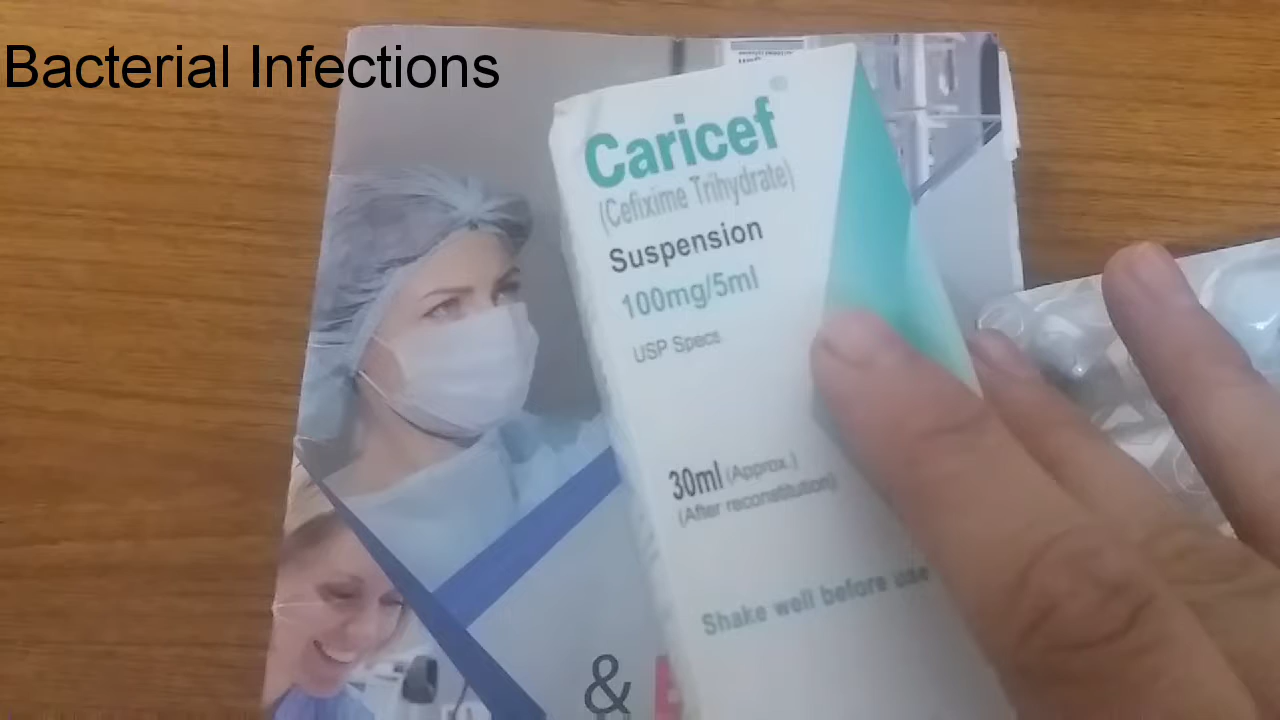 Bacterial Infections
Caricef
(Cefixime Trihydrate)
Suspension
100mg/5ml
USP Specs
30ml (Approx.)
(After reconstitution)
Shake well before use
&